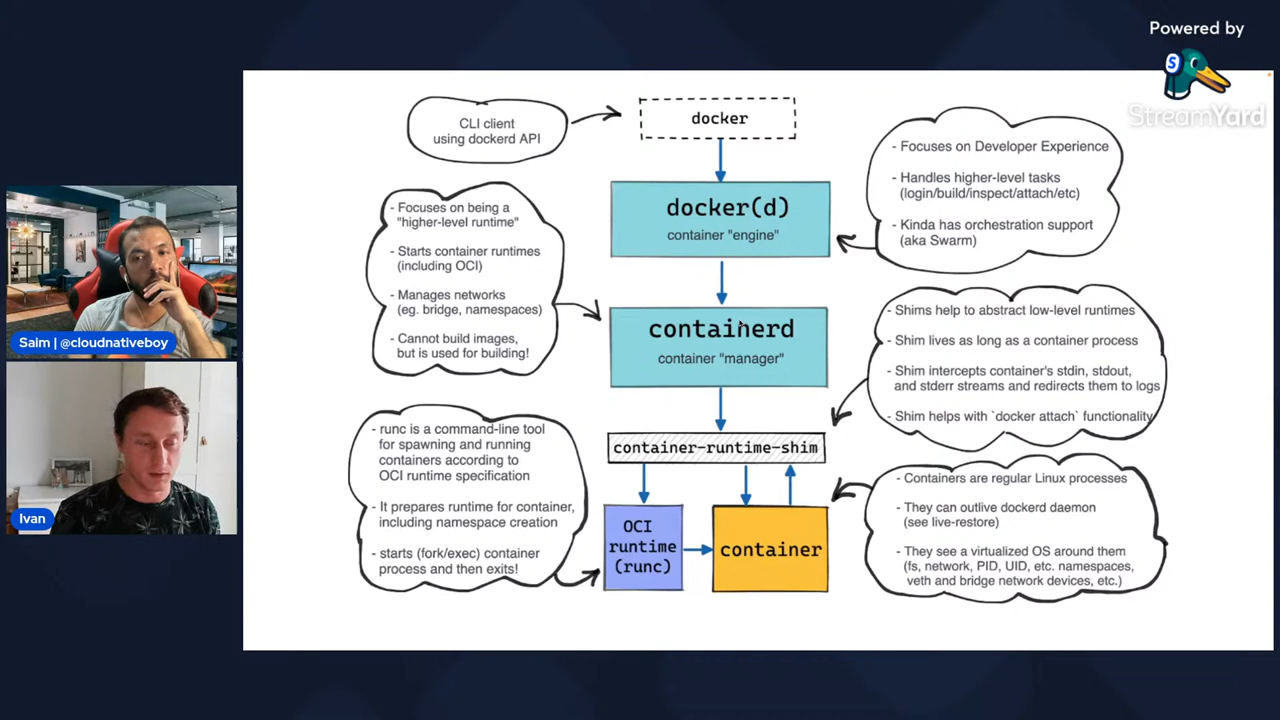 Powered by
S
StreamYard
CLI client
using dockerd API
docker
- Focuses on Developer Experience
- Handles higher-level tasks
(login/build/inspect/attach/etc)
- Kinda has orchestration support
(aka Swarm)
docker(d)
container "engine"
- Focuses on being a
"higher-level runtime"
- Starts container runtimes
(including OCI)
- Manages networks
(eg. bridge, namespaces)
- Cannot build images,
but is used for building!
containerd
container "manager"
- Shims help to abstract low-level runtimes
- Shim lives as long as a container process
- Shim intercepts container's stdin, stdout,
and stderr streams and redirects them to logs
- Shim helps with `docker attach` functionality
container-runtime-shim
- runc is a command-line tool
for spawning and running
containers according to
OCI runtime specification
- It prepares runtime for container,
including namespace creation
- starts (fork/exec) container
process and then exits!
OCI
runtime
(runc)
container
- Containers are regular Linux processes
- They can outlive dockerd daemon
(see live-restore)
- They see a virtualized OS around them
(fs, network, PID, UID, etc. namespaces,
veth and bridge network devices, etc.)
Saim | @cloudnativeboy
Ivan